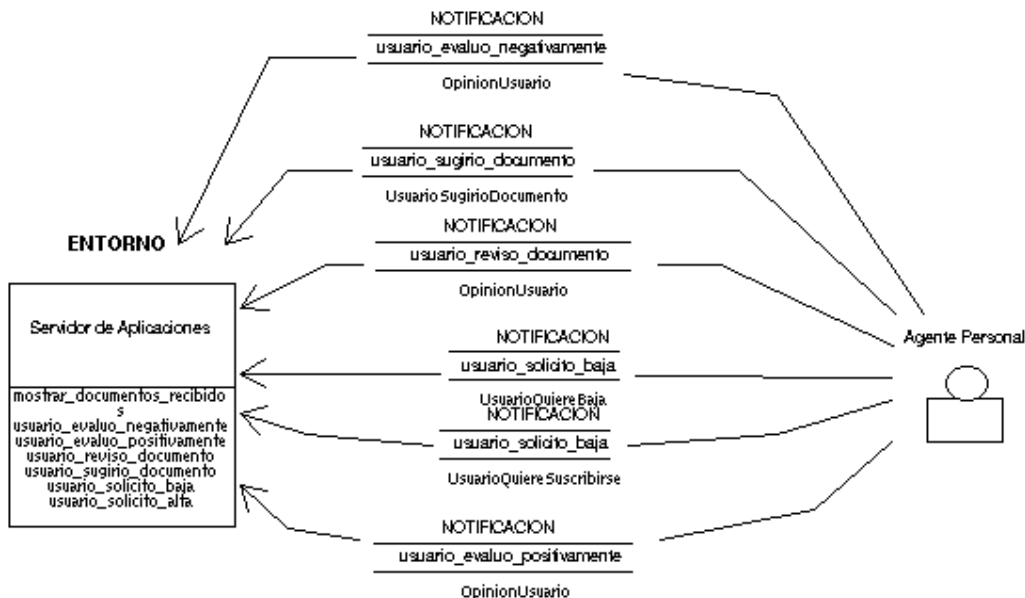 NOTIFICACION
usuario_evaluo_negativamente
OpinionUsuario
NOTIFICACION
usuario_sugirio_documento
UsuarioSugirioDocumento
NOTIFICACION
usuario_reviso_documento
OpinionUsuario
ENTORNO
Servidor de Aplicaciones
mostrar_documentos_recibido
s
usuario_evaluo_negativamente
usuario_evaluo_positivamente
usuario_reviso_documento
usuario_sugirio_documento
usuario_solicito_baja
usuario_solicito_alta
NOTIFICACION
usuario_solicito_baja
UsuarioQuiereBaja
NOTIFICACION
usuario_solicito_baja
UsuarioQuiereSuscribirse
NOTIFICACION
usuario_evaluo_positivamente
OpinionUsuario
Agente Personal